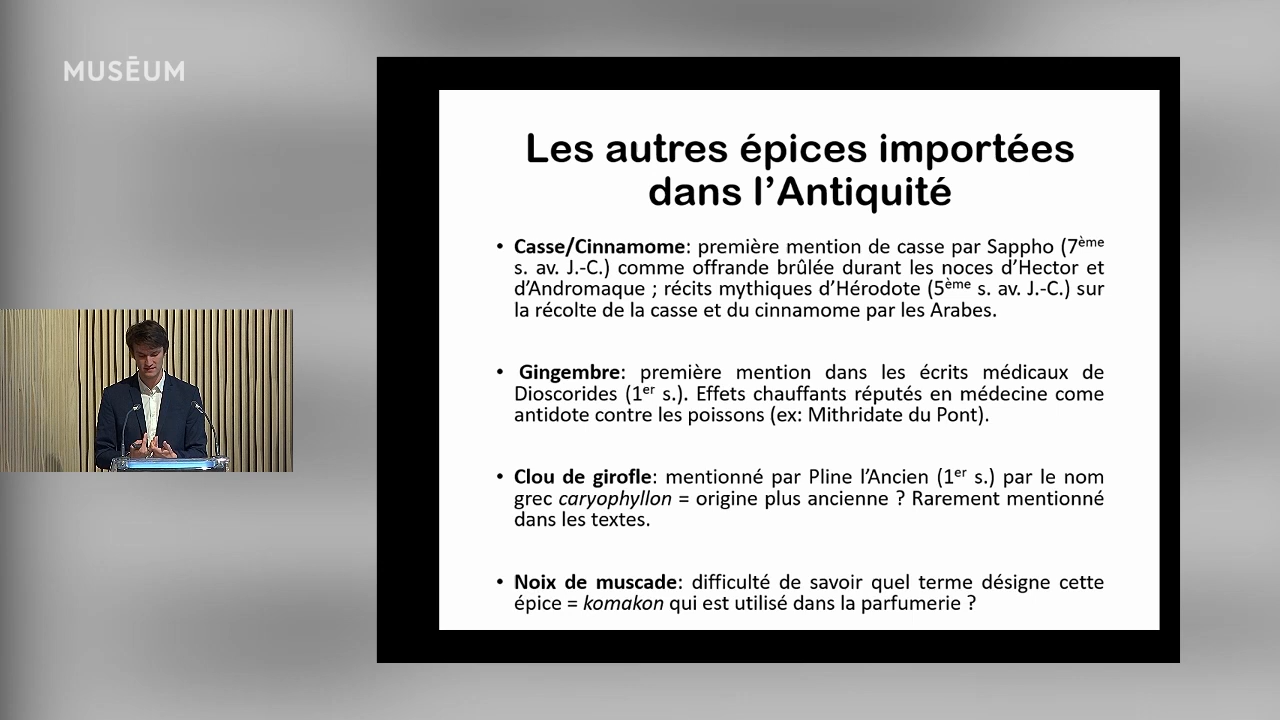 MUSĒUM
Les autres épices importées
dans l’Antiquité
• Casse/Cinnamome: première mention de casse par Sappho (7ème
s. av. J.-C.) comme offrande brûlée durant les noces d’Hector et
d’Andromaque ; récits mythiques d’Hérodote (5ème s. av. J.-C.) sur
la récolte de la casse et du cinnamome par les Arabes.
• Gingembre: première mention dans les écrits médicaux de
Dioscorides (1er s.). Effets chauffants réputés en médecine come
antidote contre les poissons (ex: Mithridate du Pont).
• Clou de girofle: mentionné par Pline l’Ancien (1er s.) par le nom
grec caryophyllon = origine plus ancienne ? Rarement mentionné
dans les textes.
• Noix de muscade: difficulté de savoir quel terme désigne cette
épice = komakon qui est utilisé dans la parfumerie ?